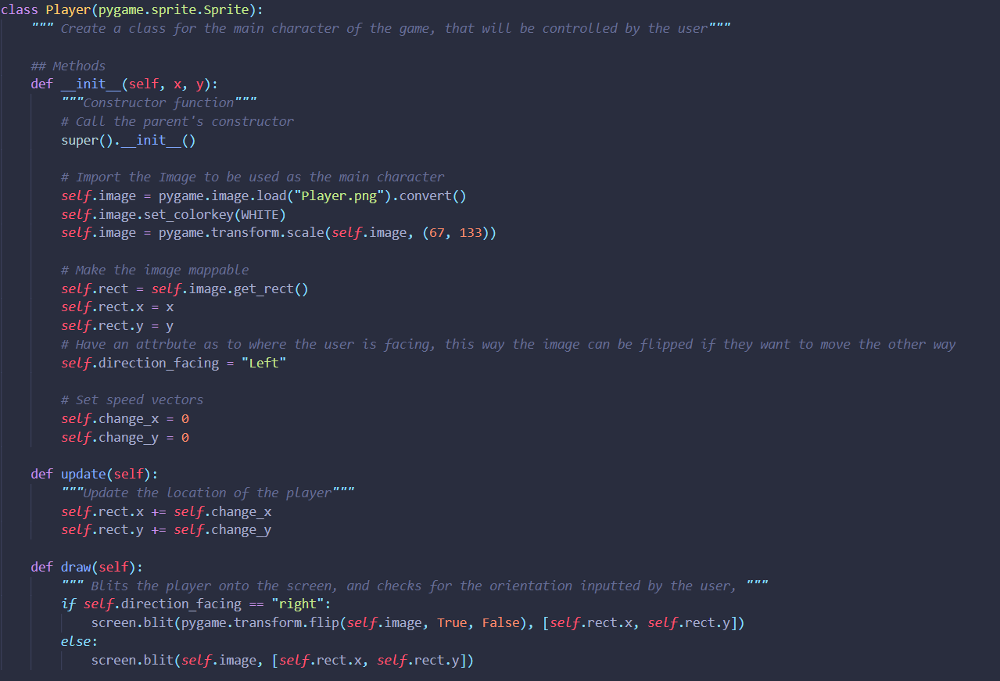 class Player(pygame.sprite.Sprite):
    """ Create a class for the main character of the game, that will be controlled by the user"""

    ## Methods
    def __init__(self, x, y):
        """Constructor function"""
        # Call the parent's constructor
        super().__init__()

        # Import the Image to be used as the main character
        self.image = pygame.image.load("Player.png").convert()
        self.image.set_colorkey(WHITE)
        self.image = pygame.transform.scale(self.image, (67, 133))

        # Make the image mappable
        self.rect = self.image.get_rect()
        self.rect.x = x
        self.rect.y = y
        # Have an attrbute as to where the user is facing, this way the image can be flipped if they want to move the other way
        self.direction_facing = "Left"

        # Set speed vectors
        self.change_x = 0
        self.change_y = 0

    def update(self):
        """Update the location of the player"""
        self.rect.x += self.change_x
        self.rect.y += self.change_y

    def draw(self):
        """ Blits the player onto the screen, and checks for the orientation inputted by the user, """
        if self.direction_facing == "right":
            screen.blit(pygame.transform.flip(self.image, True, False), [self.rect.x, self.rect.y])
        else:
            screen.blit(self.image, [self.rect.x, self.rect.y])